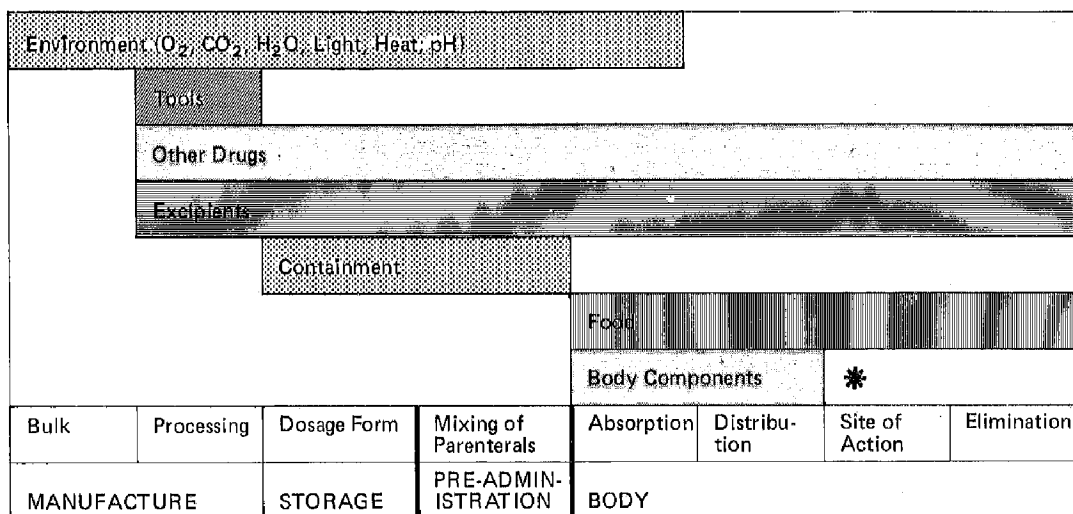 Environment (O₂, CO₂, H₂O, Light, Heat, pH)
Tools
Other Drugs
Excipients
Containment
Food
Body Components *
Bulk Processing Dosage Form Mixing of Parenterals Absorption Distribu-tion Site of Action Elimination
MANUFACTURE STORAGE PRE-ADMIN-ISTRATION BODY